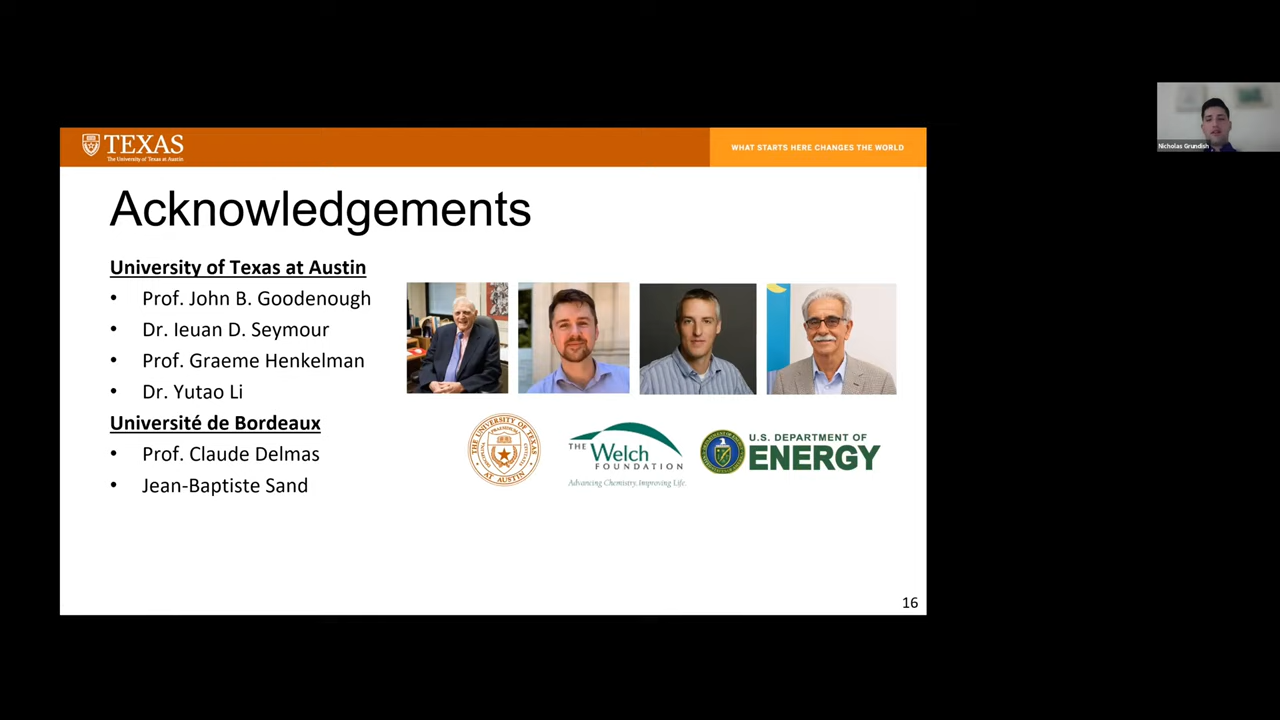 TEXAS
The University of Texas at Austin
WHAT STARTS HERE CHANGES THE WORLD
Nicholas Grundish
Acknowledgements
University of Texas at Austin
• Prof. John B. Goodenough
• Dr. Ieuan D. Seymour
• Prof. Graeme Henkelman
• Dr. Yutao Li
Université de Bordeaux
• Prof. Claude Delmas
• Jean-Baptiste Sand
THE UNIVERSITY OF TEXAS
AT AUSTIN
THE Welch
FOUNDATION
Advancing Chemistry, Improving Life.
U.S. DEPARTMENT OF
ENERGY
16